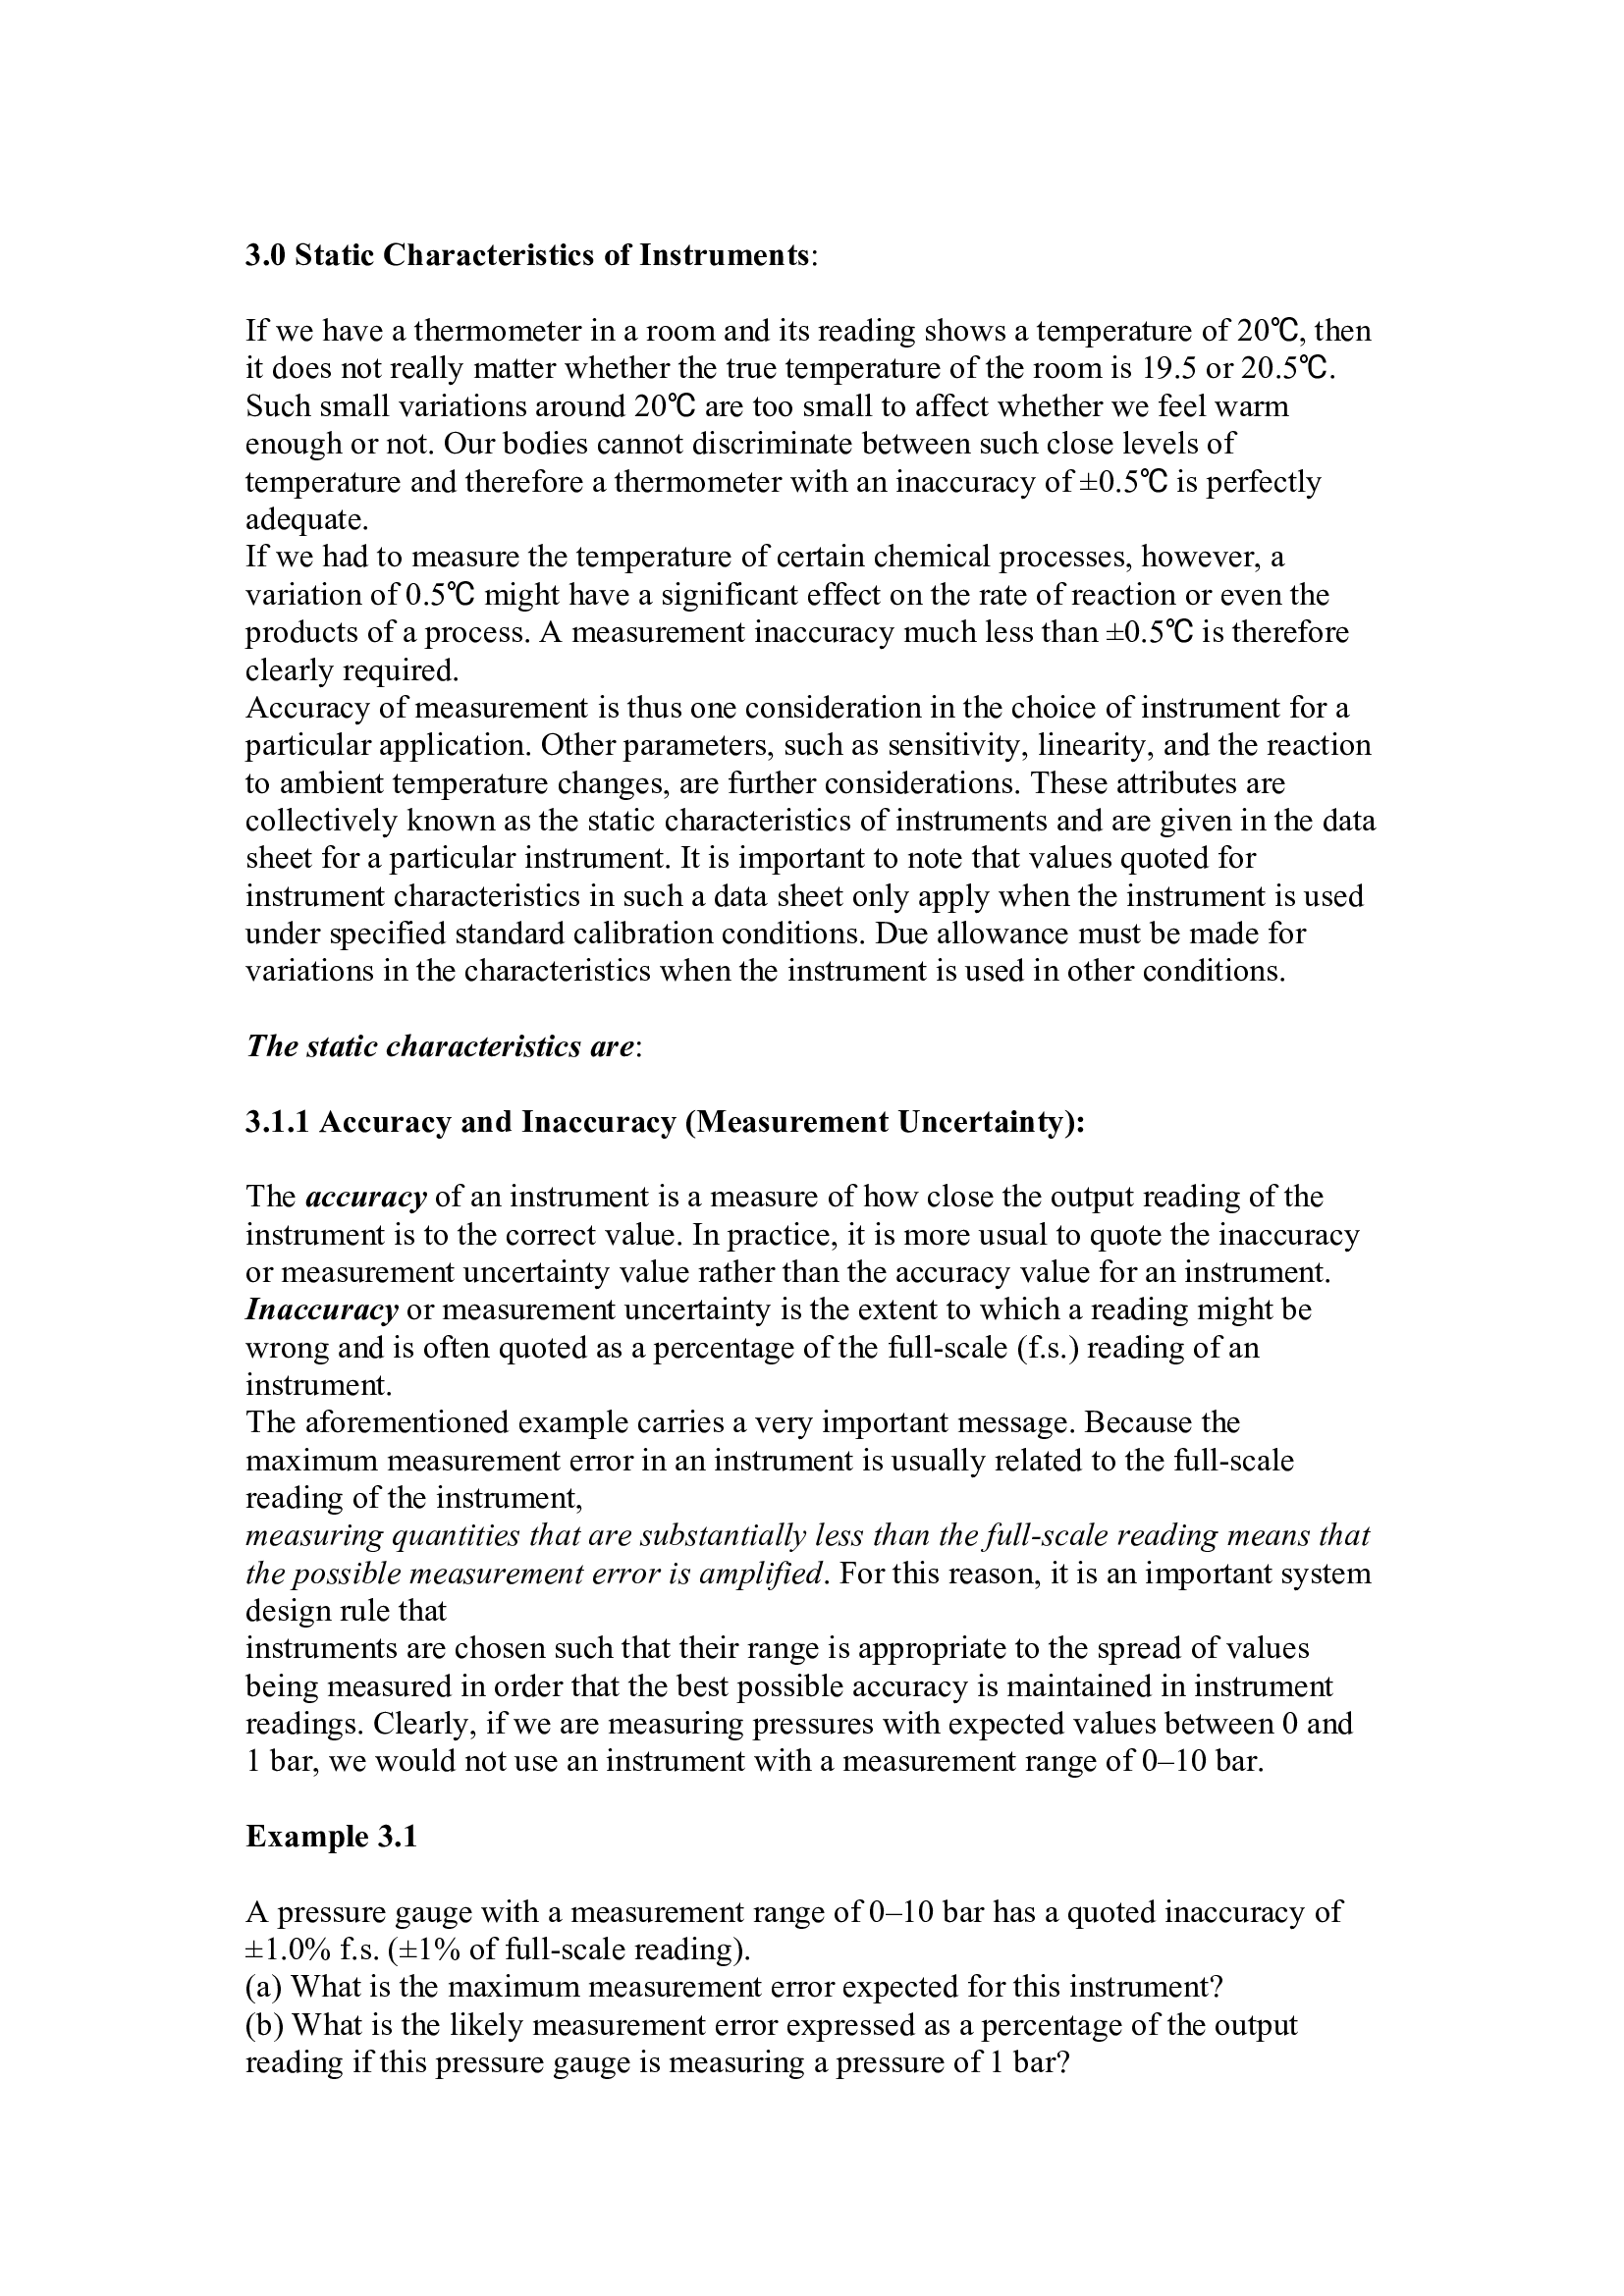 3.0 Static Characteristics of Instruments:
If we have a thermometer in a room and its reading shows a temperature of 20℃, then
it does not really matter whether the true temperature of the room is 19.5 or 20.5℃.
Such small variations around 20℃ are too small to affect whether we feel warm
enough or not. Our bodies cannot discriminate between such close levels of
temperature and therefore a thermometer with an inaccuracy of ±0.5℃ is perfectly
adequate.
If we had to measure the temperature of certain chemical processes, however, a
variation of 0.5℃ might have a significant effect on the rate of reaction or even the
products of a process. A measurement inaccuracy much less than ±0.5℃ is therefore
clearly required.
Accuracy of measurement is thus one consideration in the choice of instrument for a
particular application. Other parameters, such as sensitivity, linearity, and the reaction
to ambient temperature changes, are further considerations. These attributes are
collectively known as the static characteristics of instruments and are given in the data
sheet for a particular instrument. It is important to note that values quoted for
instrument characteristics in such a data sheet only apply when the instrument is used
under specified standard calibration conditions. Due allowance must be made for
variations in the characteristics when the instrument is used in other conditions.
The static characteristics are:
3.1.1 Accuracy and Inaccuracy (Measurement Uncertainty):
The accuracy of an instrument is a measure of how close the output reading of the
instrument is to the correct value. In practice, it is more usual to quote the inaccuracy
or measurement uncertainty value rather than the accuracy value for an instrument.
Inaccuracy or measurement uncertainty is the extent to which a reading might be
wrong and is often quoted as a percentage of the full-scale (f.s.) reading of an
instrument.
The aforementioned example carries a very important message. Because the
maximum measurement error in an instrument is usually related to the full-scale
reading of the instrument,
measuring quantities that are substantially less than the full-scale reading means that
the possible measurement error is amplified. For this reason, it is an important system
design rule that
instruments are chosen such that their range is appropriate to the spread of values
being measured in order that the best possible accuracy is maintained in instrument
readings. Clearly, if we are measuring pressures with expected values between 0 and
1 bar, we would not use an instrument with a measurement range of 0–10 bar.
Example 3.1
A pressure gauge with a measurement range of 0–10 bar has a quoted inaccuracy of
±1.0% f.s. (±1% of full-scale reading).
(a) What is the maximum measurement error expected for this instrument?
(b) What is the likely measurement error expressed as a percentage of the output
reading if this pressure gauge is measuring a pressure of 1 bar?